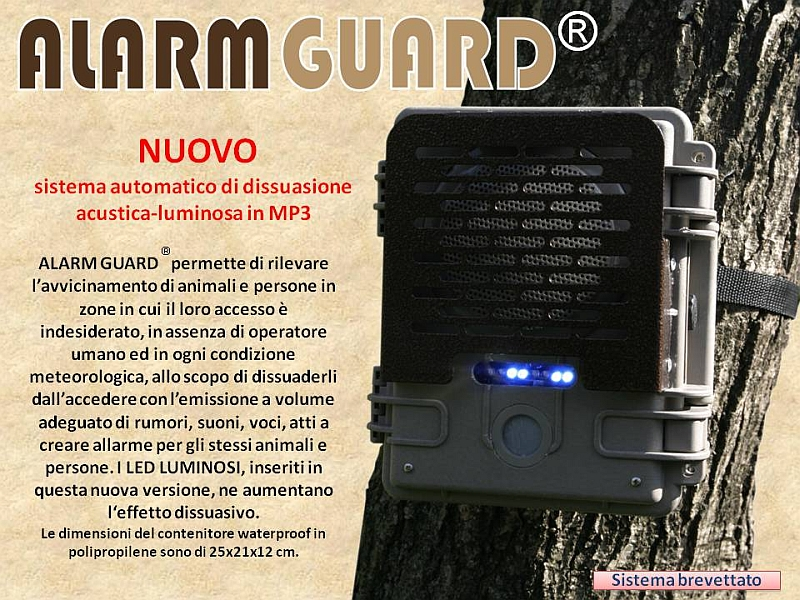 ALARM GUARD®
NUOVO
sistema automatico di dissuasione
acustica-luminosa in MP3
ALARM GUARD® permette di rilevare
l'avvicinamento di animali e persone in
zone in cui il loro accesso è
indesiderato, in assenza di operatore
umano ed in ogni condizione
meteorologica, allo scopo di dissuaderli
dall'accedere con l'emissione a volume
adeguato di rumori, suoni, voci, atti a
creare allarme per gli stessi animali e
persone. I LED LUMINOSI, inseriti in
questa nuova versione, ne aumentano
l'effetto dissuasivo.
Le dimensioni del contenitore waterproof in
polipropilene sono di 25x21x12 cm.
Sistema brevettato